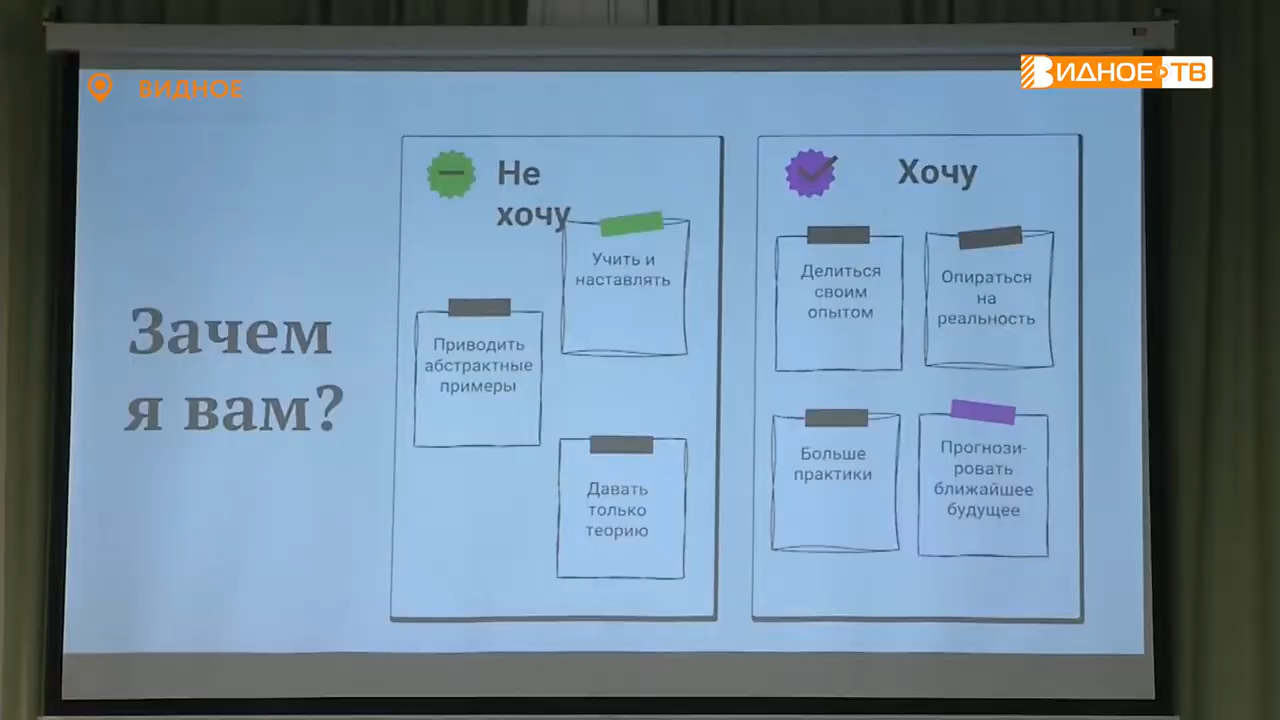 ВИДНОЕ
ВИДНОЕ ТВ
Зачем
я вам?
Не
хочу
Учить и
наставлять
Приводить
абстрактные
примеры
Давать
только
теорию
Хочу
Делиться
своим
опытом
Опираться
на
реальность
Больше
практики
Прогнози-
ровать
ближайшее
будущее